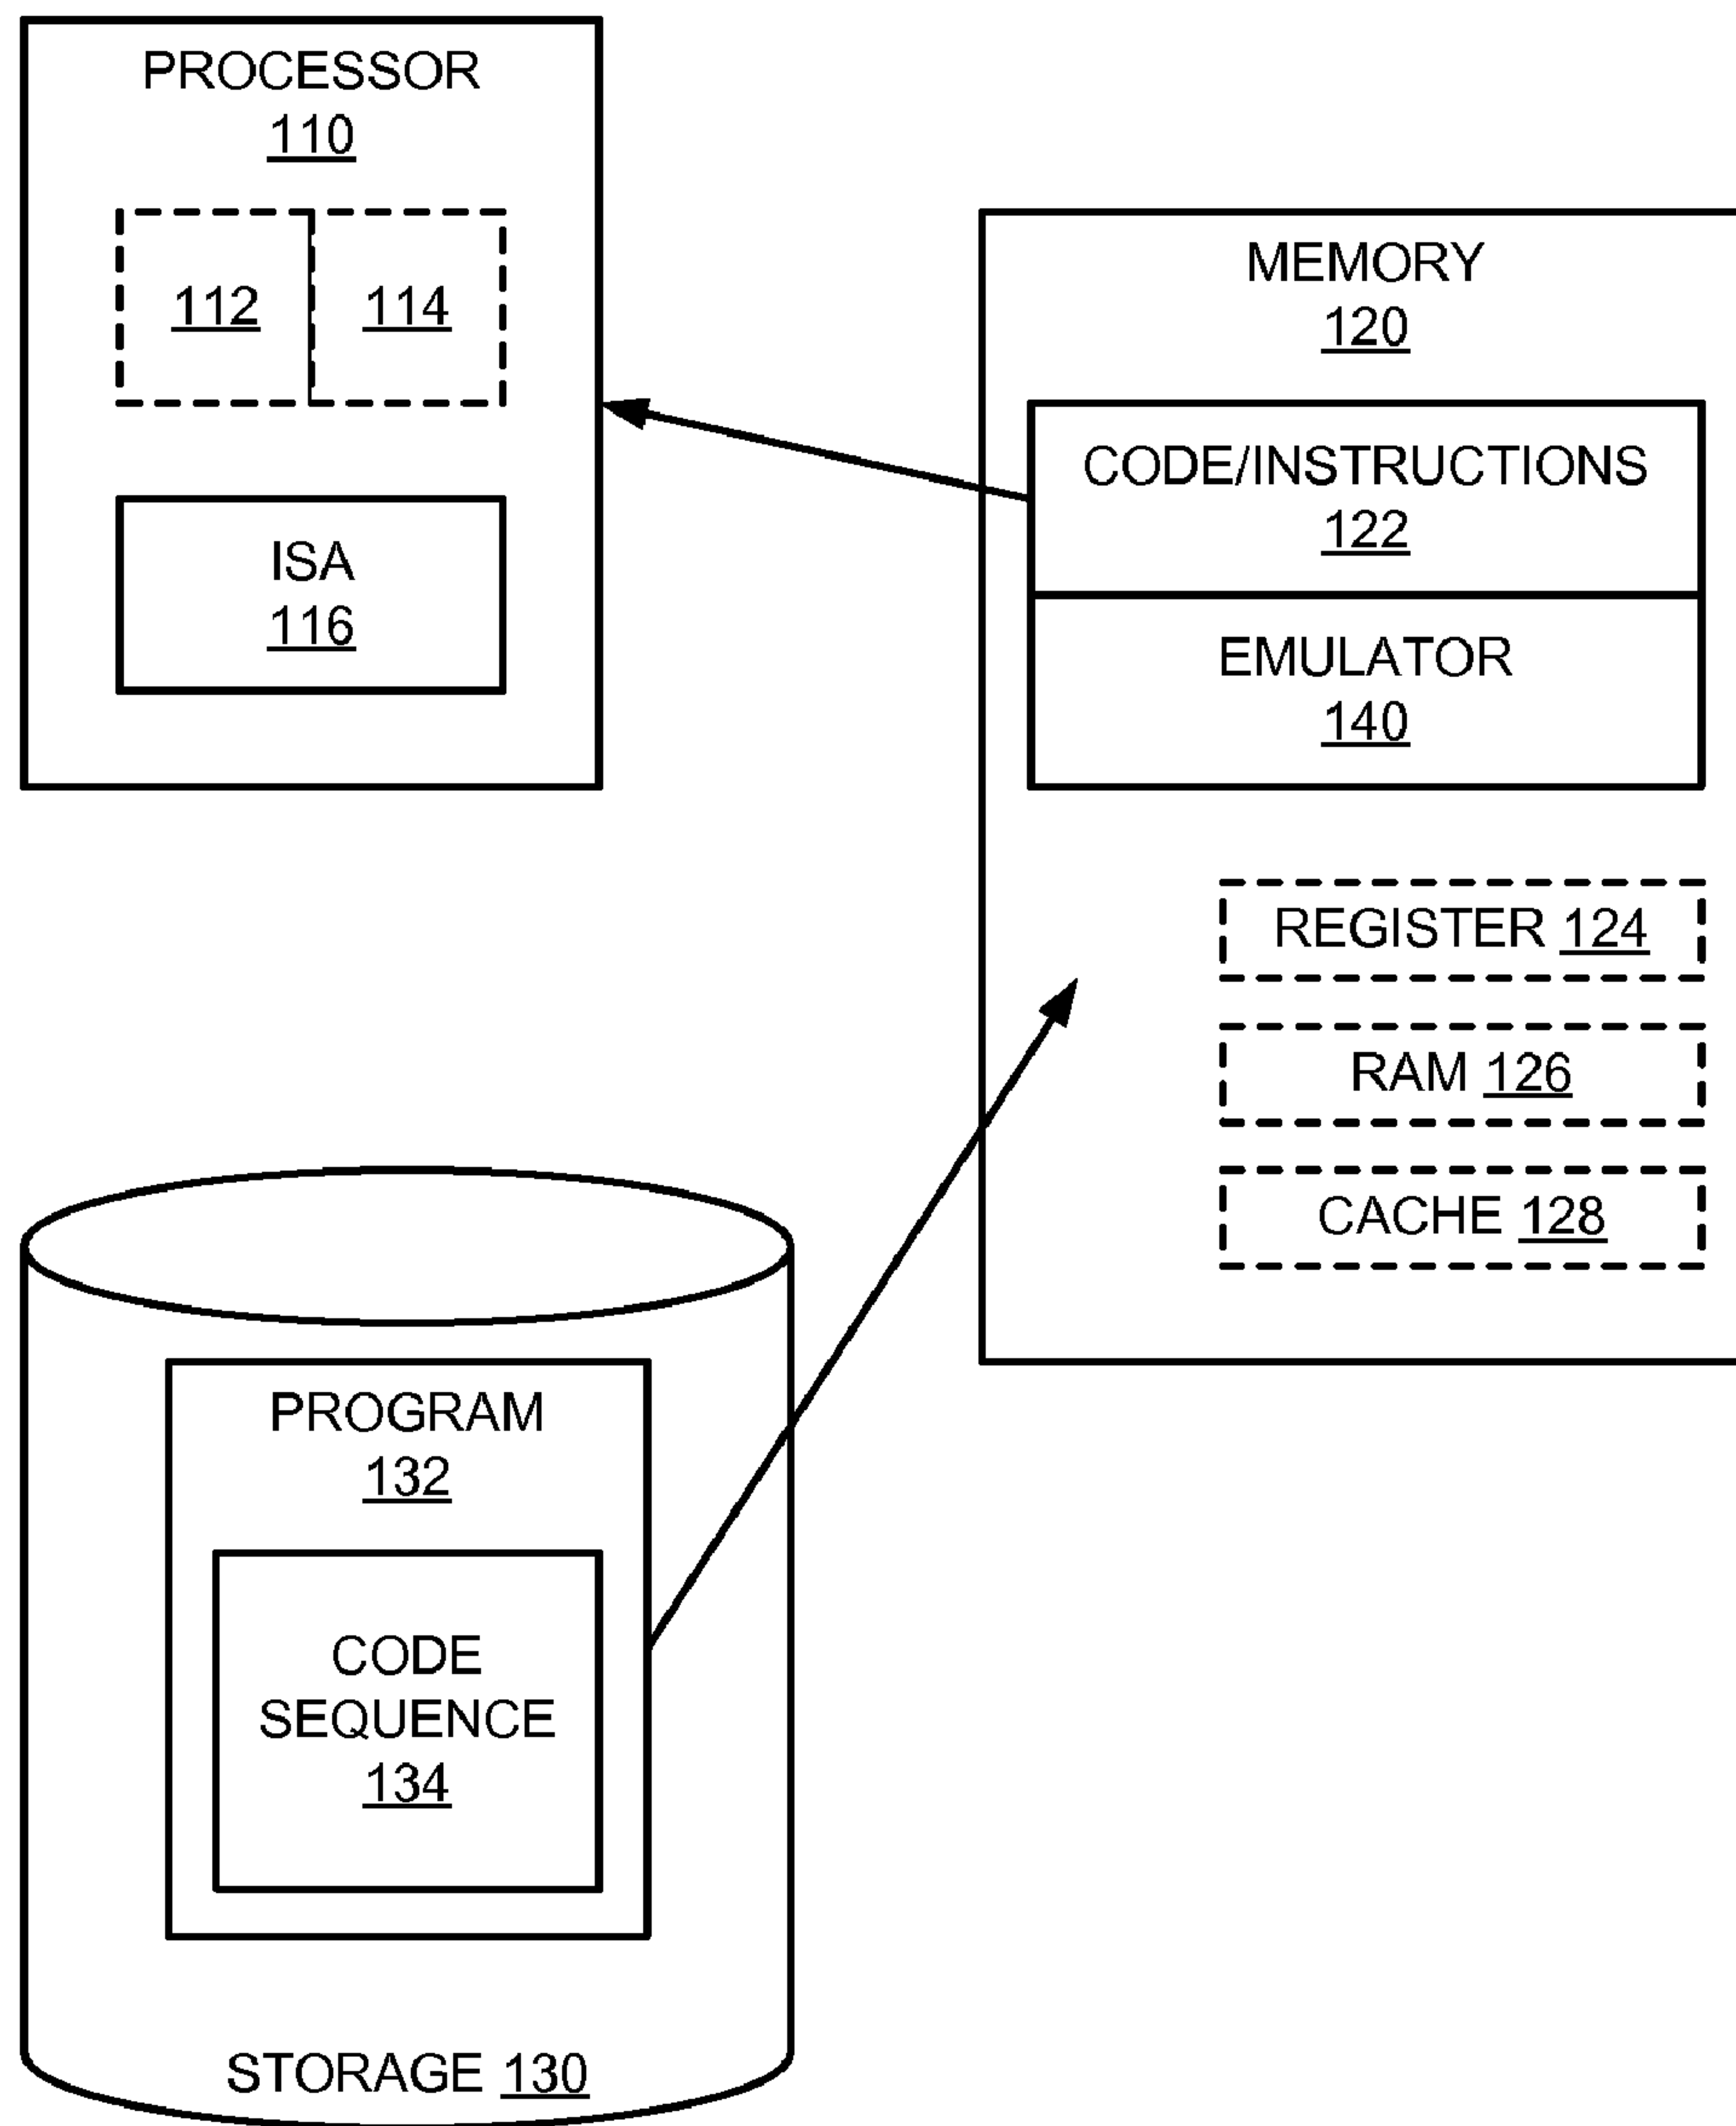 PROCESSOR
110
112 114
ISA
116
MEMORY
120
CODE/INSTRUCTIONS
122
EMULATOR
140
REGISTER 124
RAM 126
CACHE 128
PROGRAM
132
CODE
SEQUENCE
134
STORAGE 130